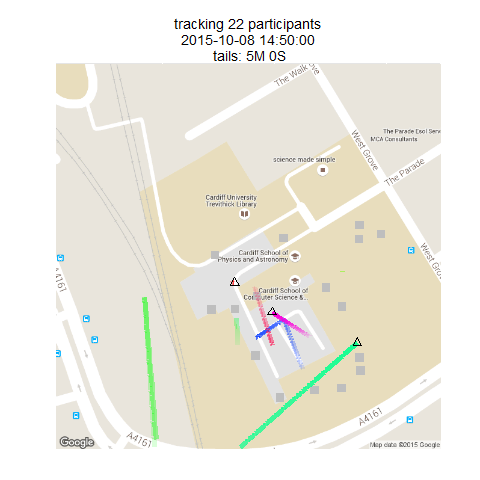 tracking 22 participants
2015-10-08 14:50:00
tails: 5M 0S
The Walk
West Grove
The Parade Esol Serv
MCA Consultants
science made simple
The Parade
Cardiff University
Trevithick Library
Cardiff School of
Physics and Astronomy
West Grove
Cardiff School of
Computer Science &...
A4161
A4161
A4161
Google
Map data ©2015 Google